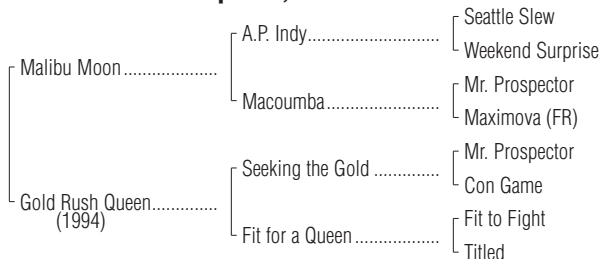 Seattle Slew
A.P. Indy
Weekend Surprise
Malibu Moon
Mr. Prospector
Macoumba
Maximova (FR)
Mr. Prospector
Seeking the Gold
Con Game
Gold Rush Queen
(1994)
Fit to Fight
Fit for a Queen
Titled